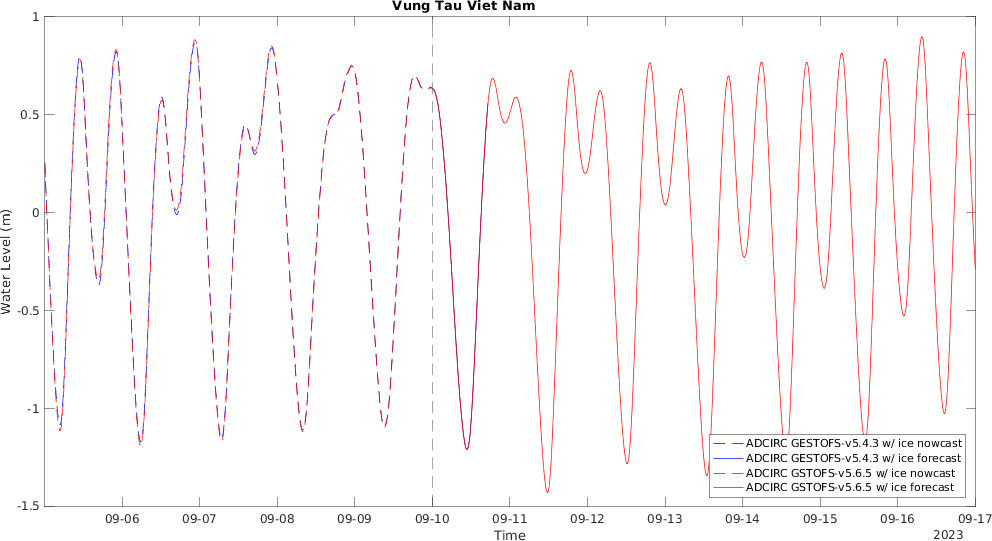 Vung Tau Viet Nam
Water Level (m)
1
0.5
0
-0.5
-1
-1.5
ADCIRC GESTOFS-v5.4.3 w/ ice nowcast
ADCIRC GESTOFS-v5.4.3 w/ ice forecast
ADCIRC GSTOFS-v5.6.5 w/ ice nowcast
ADCIRC GSTOFS-v5.6.5 w/ ice forecast
09-06 09-07 09-08 09-09 09-10 09-11 09-12 09-13 09-14 09-15 09-16 09-17
Time
2023